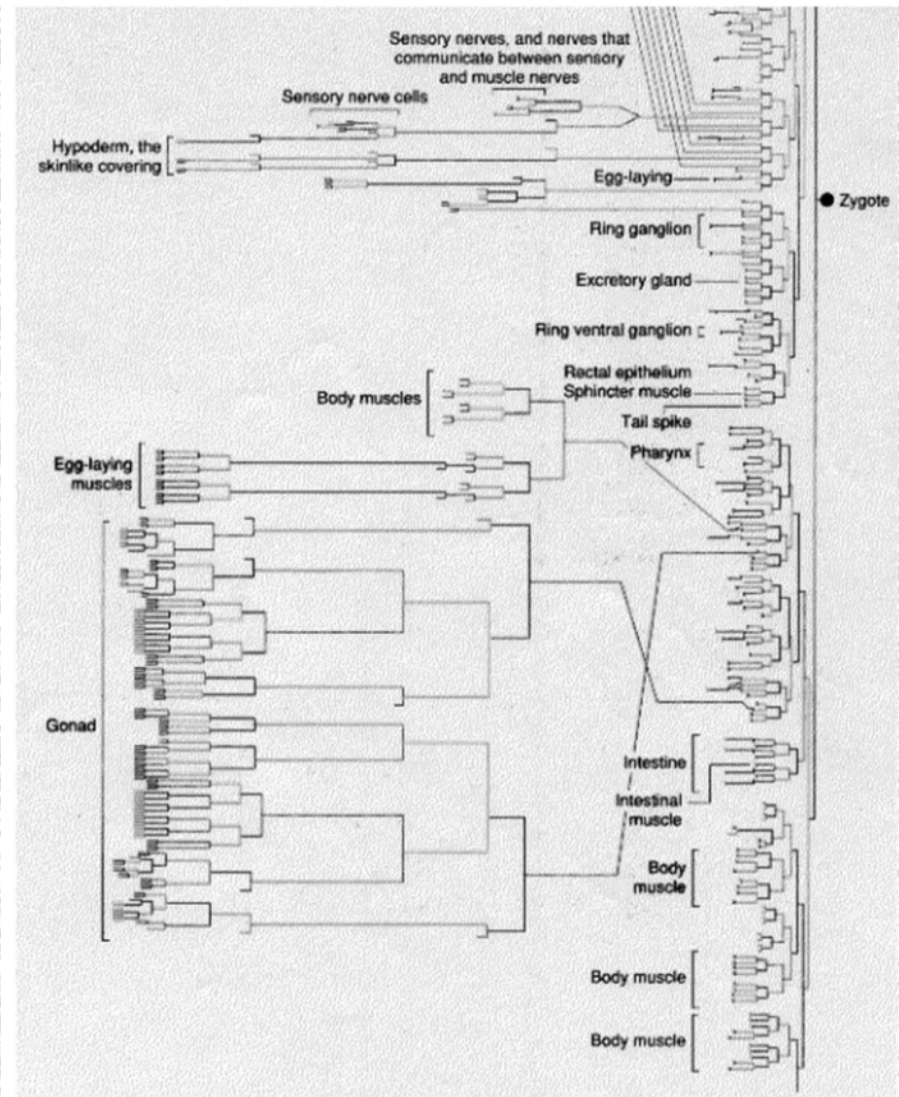 Sensory nerves, and nerves that
communicate between sensory
and muscle nerves
Sensory nerve cells
Hypoderm, the
skinlike covering
Egg-laying
Zygote
Ring ganglion
Excretory gland
Ring ventral ganglion
Rectal epithelium
Sphincter muscle
Tail spike
Body muscles
Pharynx
Egg-laying
muscles
Gonad
Intestine
Intestinal
muscle
Body
muscle
Body muscle
Body muscle